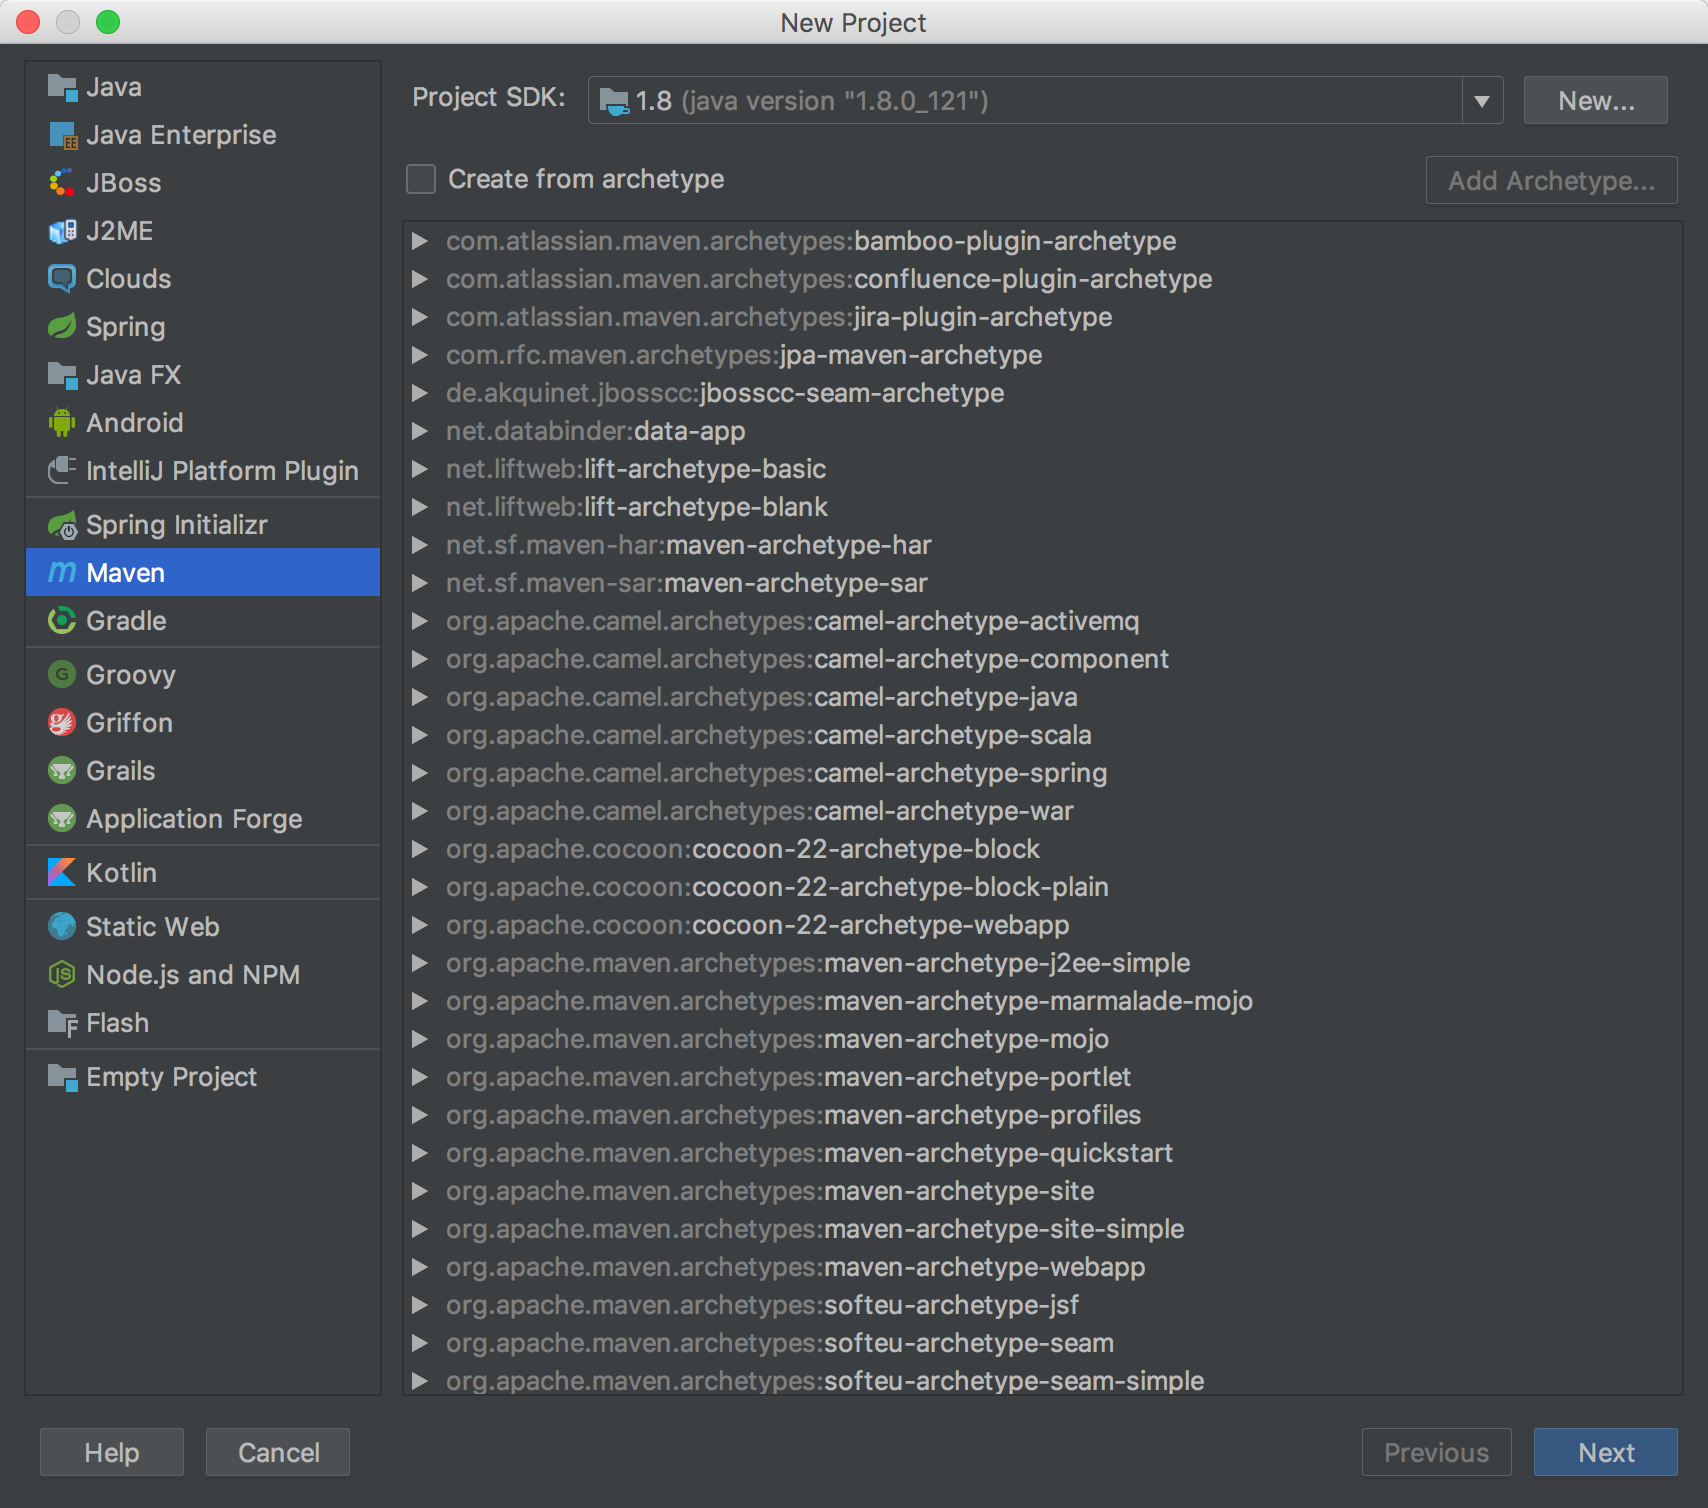 New Project
Java
Java Enterprise
JBoss
J2ME
Clouds
Spring
Java FX
Android
IntelliJ Platform Plugin
Spring Initializr
Maven
Gradle
Groovy
Griffon
Grails
Application Forge
Kotlin
Static Web
Node.js and NPM
Flash
Empty Project
Project SDK: 1.8 (java version "1.8.0_121") New...
Create from archetype Add Archetype...
com.atlassian.maven.archetypes:bamboo-plugin-archetype
com.atlassian.maven.archetypes:confluence-plugin-archetype
com.atlassian.maven.archetypes:jira-plugin-archetype
com.rfc.maven.archetypes:jpa-maven-archetype
de.akquinet.jbosscc:jbosscc-seam-archetype
net.databinder:data-app
net.liftweb:lift-archetype-basic
net.liftweb:lift-archetype-blank
net.sf.maven-har:maven-archetype-har
net.sf.maven-sar:maven-archetype-sar
org.apache.camel.archetypes:camel-archetype-activemq
org.apache.camel.archetypes:camel-archetype-component
org.apache.camel.archetypes:camel-archetype-java
org.apache.camel.archetypes:camel-archetype-scala
org.apache.camel.archetypes:camel-archetype-spring
org.apache.camel.archetypes:camel-archetype-war
org.apache.cocoon:cocoon-22-archetype-block
org.apache.cocoon:cocoon-22-archetype-block-plain
org.apache.cocoon:cocoon-22-archetype-webapp
org.apache.maven.archetypes:maven-archetype-j2ee-simple
org.apache.maven.archetypes:maven-archetype-marmalade-mojo
org.apache.maven.archetypes:maven-archetype-mojo
org.apache.maven.archetypes:maven-archetype-portlet
org.apache.maven.archetypes:maven-archetype-profiles
org.apache.maven.archetypes:maven-archetype-quickstart
org.apache.maven.archetypes:maven-archetype-site
org.apache.maven.archetypes:maven-archetype-site-simple
org.apache.maven.archetypes:maven-archetype-webapp
org.apache.maven.archetypes:softeu-archetype-jsf
org.apache.maven.archetypes:softeu-archetype-seam
org.apache.maven.archetypes:softeu-archetype-seam-simple
Help Cancel Previous Next